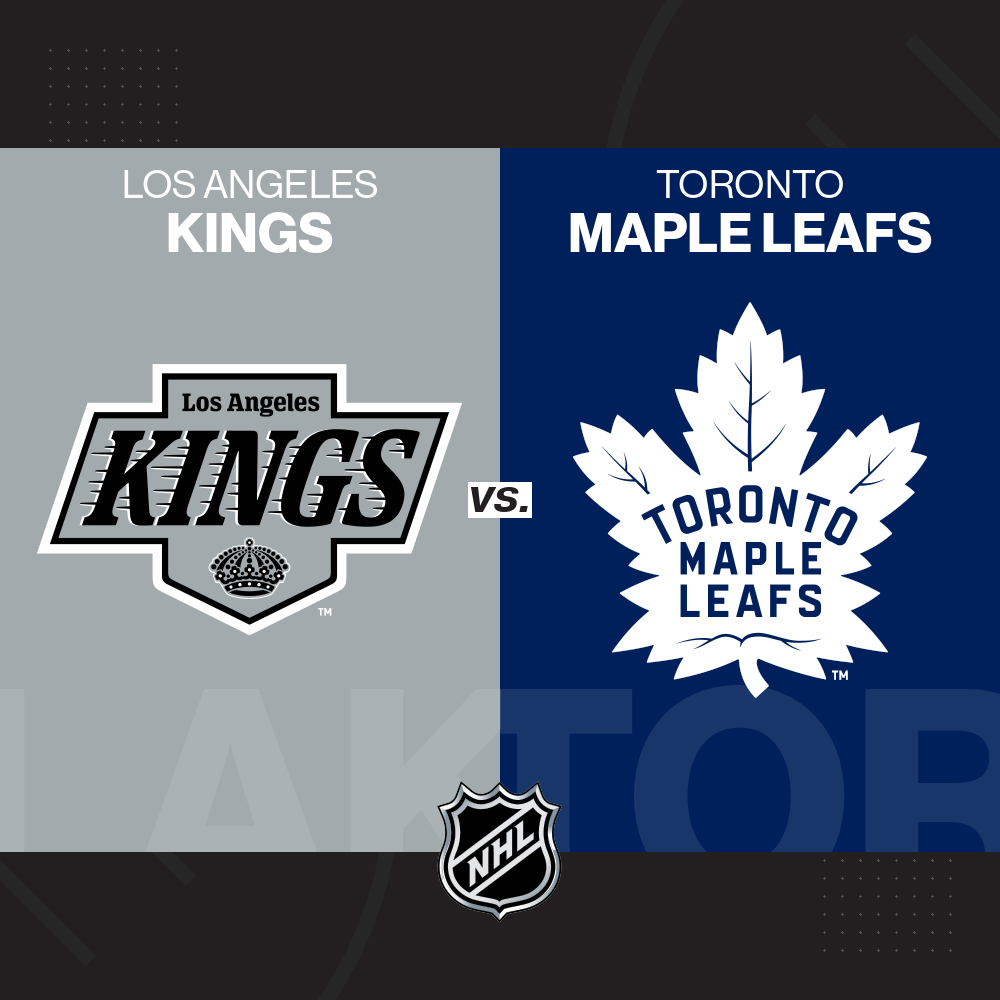 LOS ANGELES
KINGS
TORONTO
MAPLE LEAFS
Los Angeles
KINGS
TM
VS.
TORONTO
MAPLE
LEAFS
TM
LAK
TOR
NHL